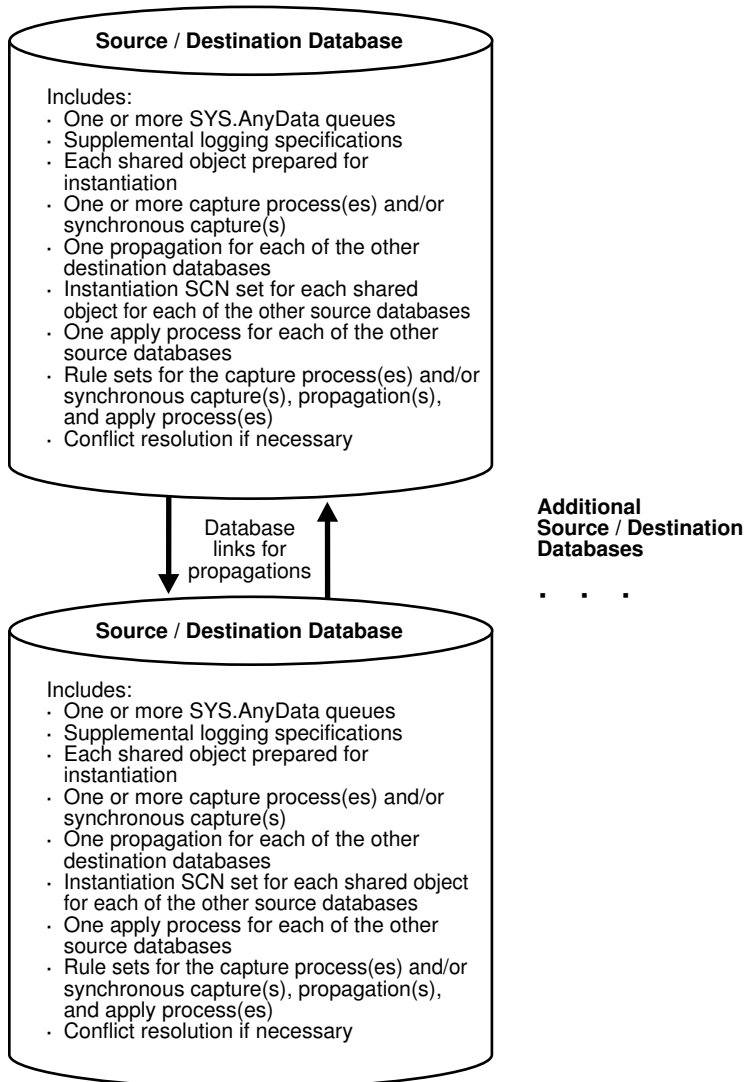 Source / Destination Database
Includes:
· One or more SYS.AnyData queues
· Supplemental logging specifications
· Each shared object prepared for
instantiation
· One or more capture process(es) and/or
synchronous capture(s)
· One propagation for each of the other
destination databases
· Instantiation SCN set for each shared
object for each of the other source databases
· One apply process for each of the other
source databases
· Rule sets for the capture process(es) and/or
synchronous capture(s), propagation(s),
and apply process(es)
· Conflict resolution if necessary
Database
links for
propagations
Additional
Source / Destination
Databases
. . .
Source / Destination Database
Includes:
· One or more SYS.AnyData queues
· Supplemental logging specifications
· Each shared object prepared for
instantiation
· One or more capture process(es) and/or
synchronous capture(s)
· One propagation for each of the other
destination databases
· Instantiation SCN set for each shared object
for each of the other source databases
· One apply process for each of the other
source databases
· Rule sets for the capture process(es) and/or
synchronous capture(s), propagation(s),
and apply process(es)
· Conflict resolution if necessary